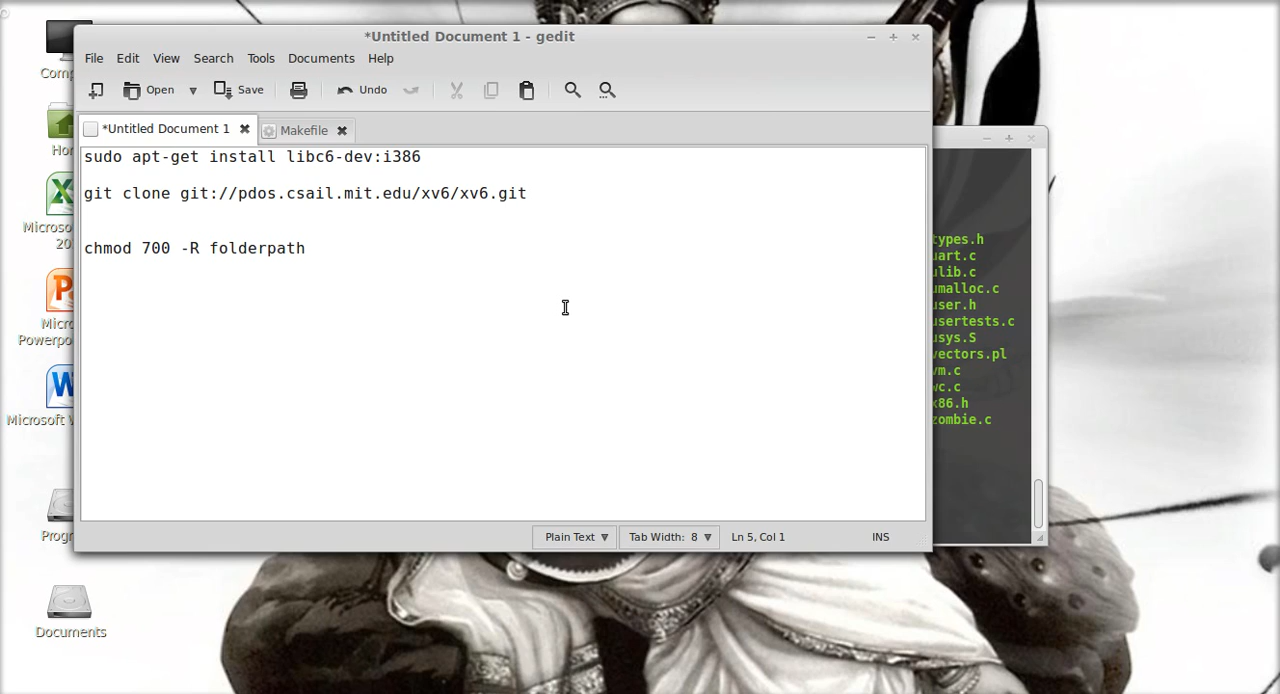 *Untitled Document 1 - gedit
File Edit View Search Tools Documents Help
Open Save Undo
*Untitled Document 1 Makefile
sudo apt-get install libc6-dev:i386
git clone git://pdos.csail.mit.edu/xv6/xv6.git
chmod 700 -R folderpath
Plain Text Tab Width: 8 Ln 5, Col 1 INS
Microsoft
Documents
types.h
uart.c
ulib.c
umalloc.c
user.h
usertests.c
usys.S
vectors.pl
vm.c
wc.c
x86.h
zombie.c